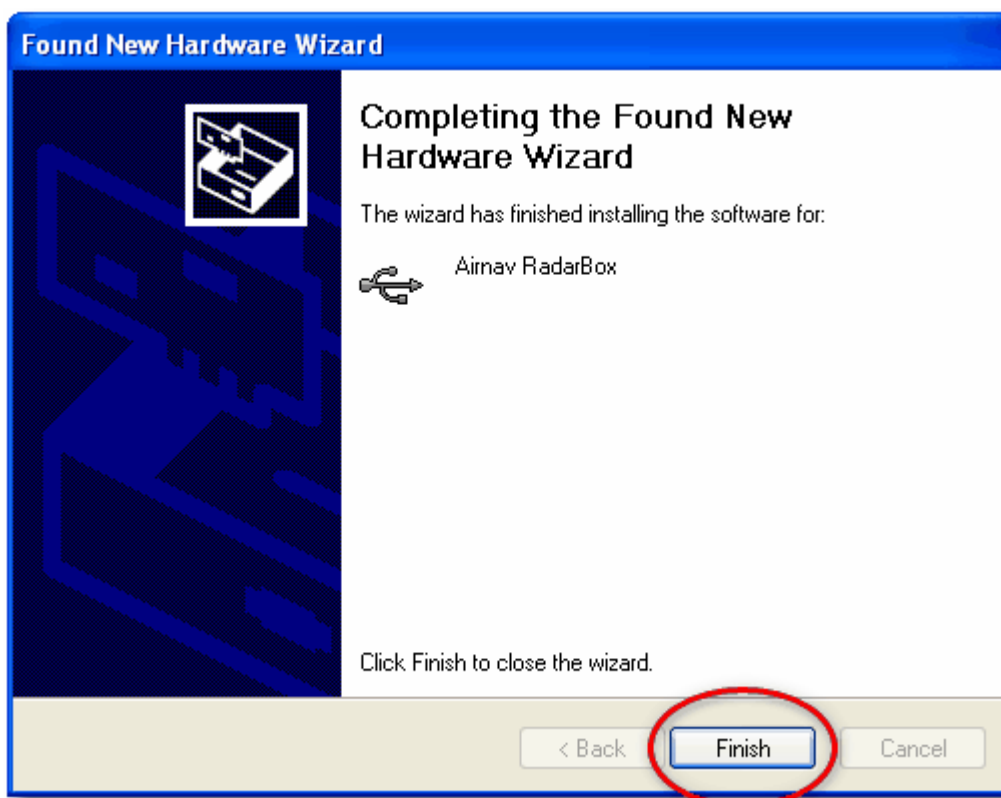 Found New Hardware Wizard
Completing the Found New
Hardware Wizard
The wizard has finished installing the software for:
Airnav RadarBox
Click Finish to close the wizard.
< Back
Finish
Cancel